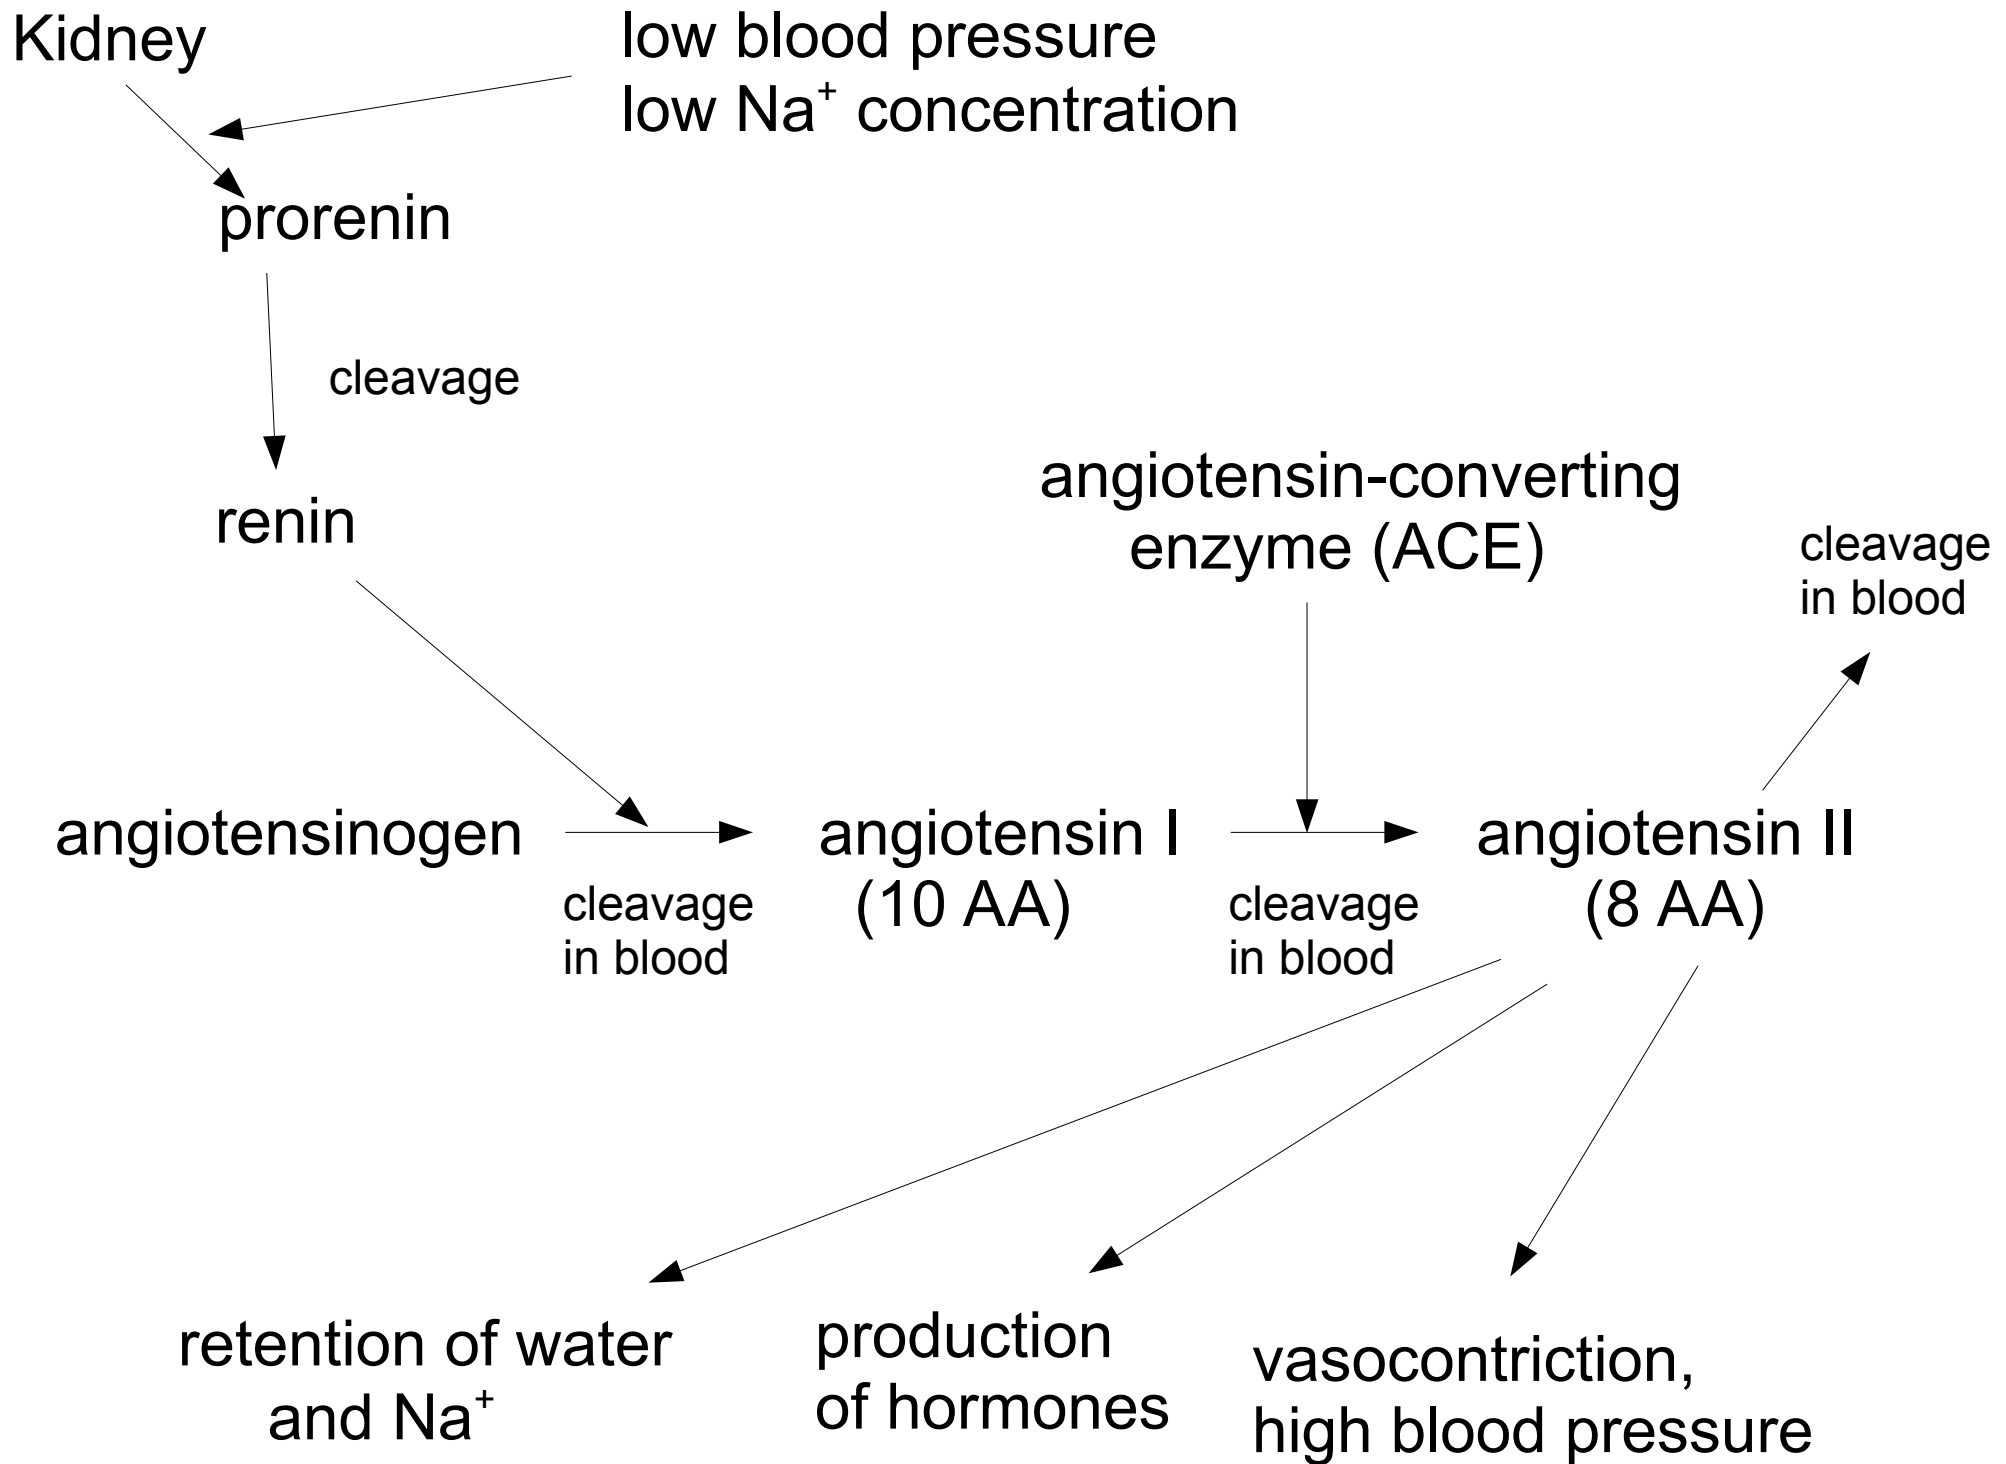 Kidney
low blood pressure
low Na⁺ concentration
prorenin
cleavage
renin
angiotensin-converting
enzyme (ACE)
cleavage
in blood
angiotensinogen
cleavage
in blood
angiotensin I
(10 AA)
cleavage
in blood
angiotensin II
(8 AA)
retention of water
and Na⁺
production
of hormones
vasocontriction,
high blood pressure